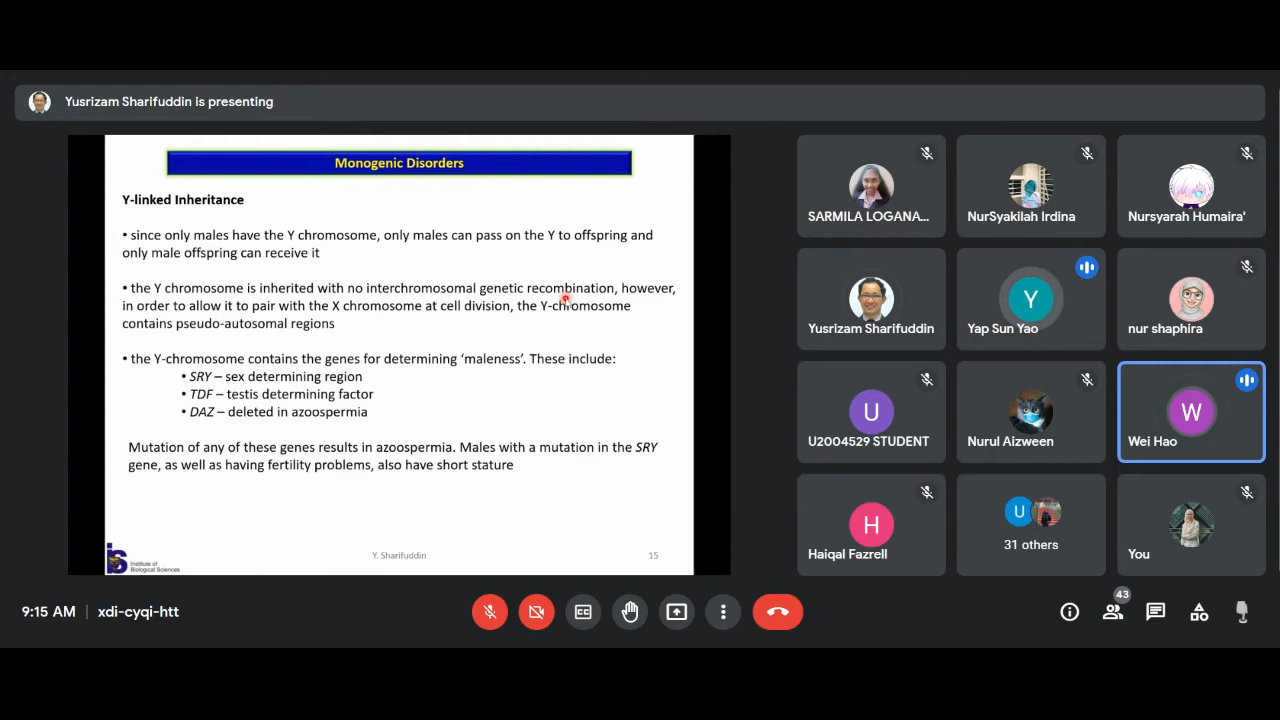 Yusrizam Sharifuddin is presenting
Monogenic Disorders
Y-linked Inheritance
• since only males have the Y chromosome, only males can pass on the Y to offspring and
only male offspring can receive it
• the Y chromosome is inherited with no interchromosomal genetic recombination, however,
in order to allow it to pair with the X chromosome at cell division, the Y-chromosome
contains pseudo-autosomal regions
• the Y-chromosome contains the genes for determining ‘maleness’. These include:
• SRY – sex determining region
• TDF – testis determining factor
• DAZ – deleted in azoospermia
Mutation of any of these genes results in azoospermia. Males with a mutation in the SRY
gene, as well as having fertility problems, also have short stature
Institute of
Biological Sciences
Y. Sharifuddin
15
SARMILA LOGANA...
NurSyakilah Irdina
Nursyarah Humaira'
Yusrizam Sharifuddin
Y
Yap Sun Yao
nur shaphira
U
U2004529 STUDENT
Nurul Aizween
W
Wei Hao
H
Haiqal Fazrell
U
31 others
You
9:15 AM | xdi-cyqi-htt
CC
43